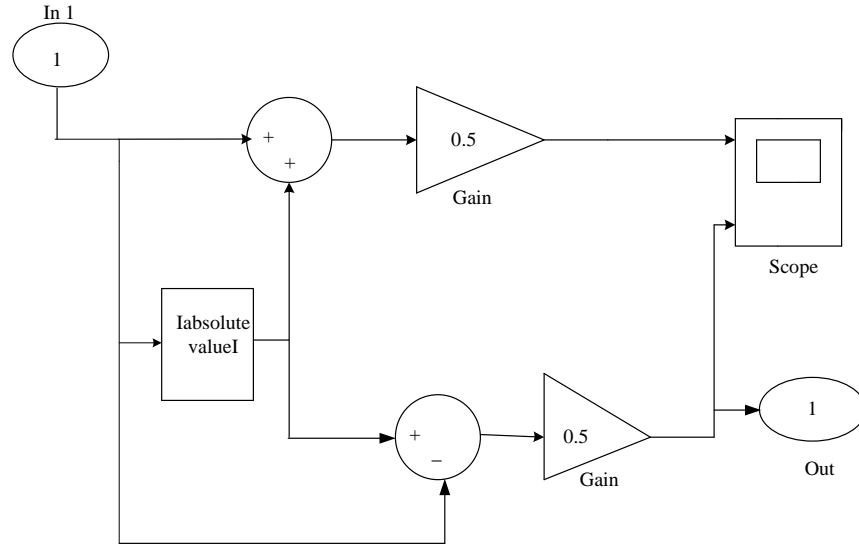 In 1
1
+
+
0.5
Gain
Scope
Iabsolute
valueI
+
−
0.5
Gain
1
Out